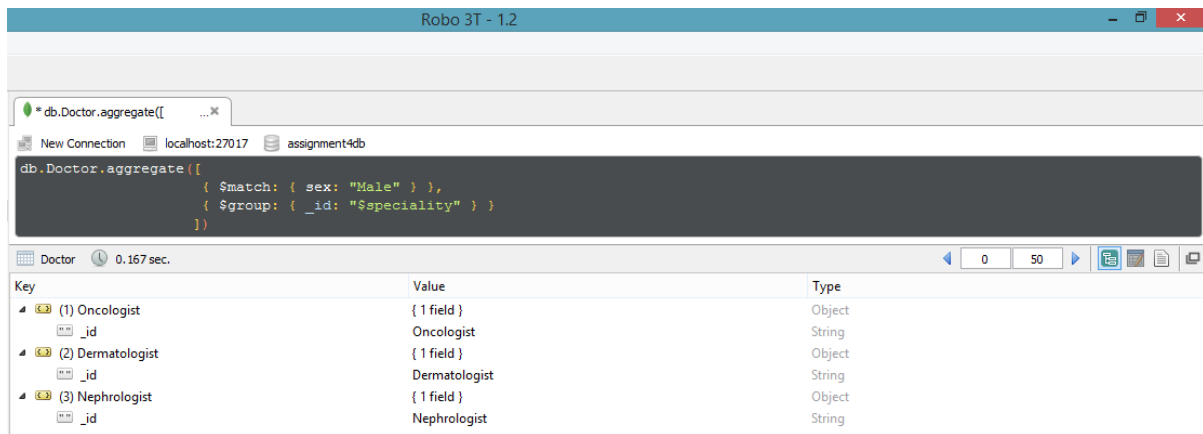 Robo 3T - 1.2
* db.Doctor.aggregate([ ...
New Connection localhost:27017 assignment4db
db.Doctor.aggregate([
{ $match: { sex: "Male" } },
{ $group: { _id: "$speciality" } }
])
Doctor 0.167 sec. 0 50
Key Value Type
(1) Oncologist { 1 field } Object
_id Oncologist String
(2) Dermatologist { 1 field } Object
_id Dermatologist String
(3) Nephrologist { 1 field } Object
_id Nephrologist String